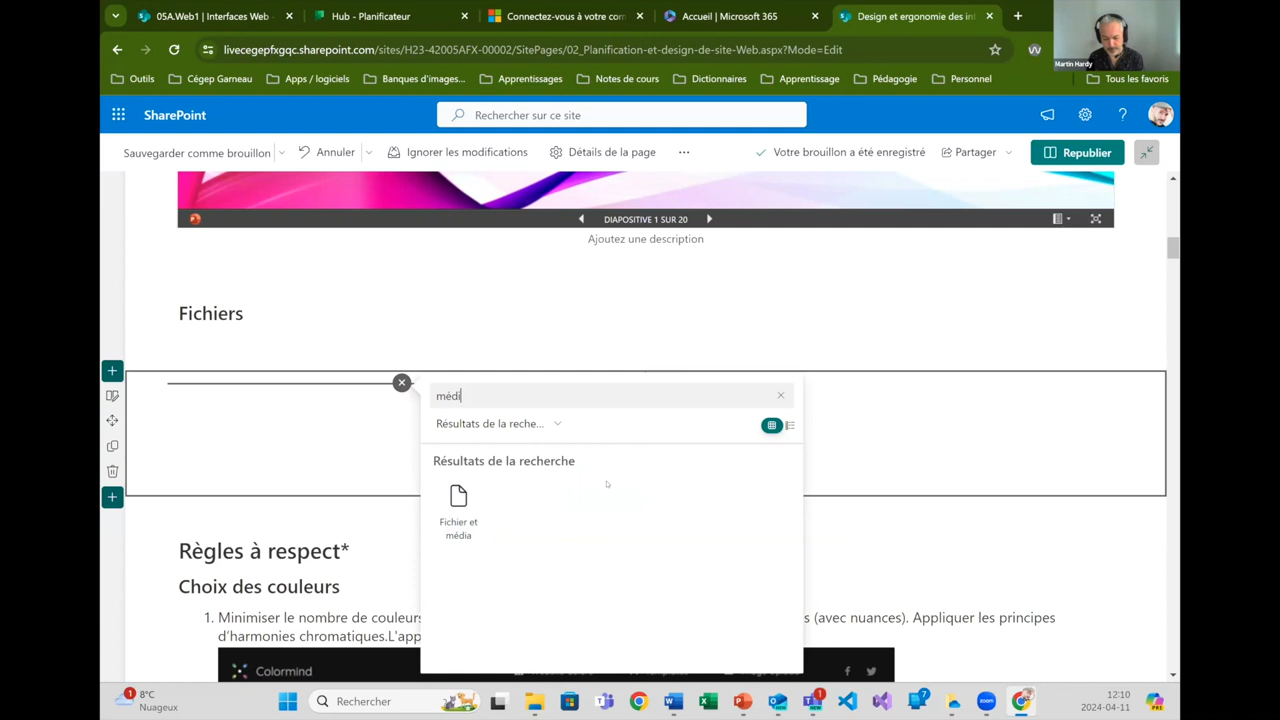 05A.Web1 | Interfaces Web -
Hub - Planificateur
Connectez-vous à votre com
Accueil | Microsoft 365
Design et ergonomie des int
livecegepfxgqc.sharepoint.com/sites/H23-42005AFX-00002/SitePages/02_Planification-et-design-de-site-Web.aspx?Mode=Edit
Martin Hardy
Outils
Cégep Garneau
Apps / logiciels
Banques d'images...
Apprentissages
Notes de cours
Dictionnaires
Apprentissage
Pédagogie
Personnel
Tous les favoris
SharePoint
Rechercher sur ce site
Sauvegarder comme brouillon
Annuler
Ignorer les modifications
Détails de la page
Votre brouillon a été enregistré
Partager
Republier
DIAPOSITIVE 1 SUR 20
Ajoutez une description
Fichiers
médi
Résultats de la reche...
Résultats de la recherche
Fichier et
média
Règles à respect*
Choix des couleurs
1. Minimiser le nombre de couleurs
s (avec nuances). Appliquer les principes
d'harmonies chromatiques.L'app
Colormind
8°C
Nuageux
1
Rechercher
1
12:10
2024-04-11